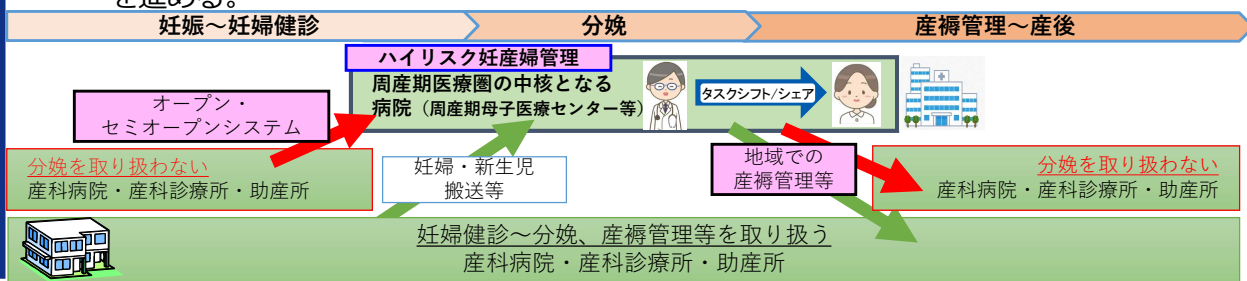 を進める。
妊娠～妊婦健診
分娩
産褥管理～産後
ハイリスク妊産婦管理
周産期医療圏の中核となる
病院（周産期母子医療センター等）
タスクシフト/シェア
オープン・
セミオープンシステム
分娩を取り扱わない
産科病院・産科診療所・助産所
妊婦・新生児
搬送等
地域での
産褥管理等
分娩を取り扱わない
産科病院・産科診療所・助産所
妊婦健診～分娩、産褥管理等を取り扱う
産科病院・産科診療所・助産所